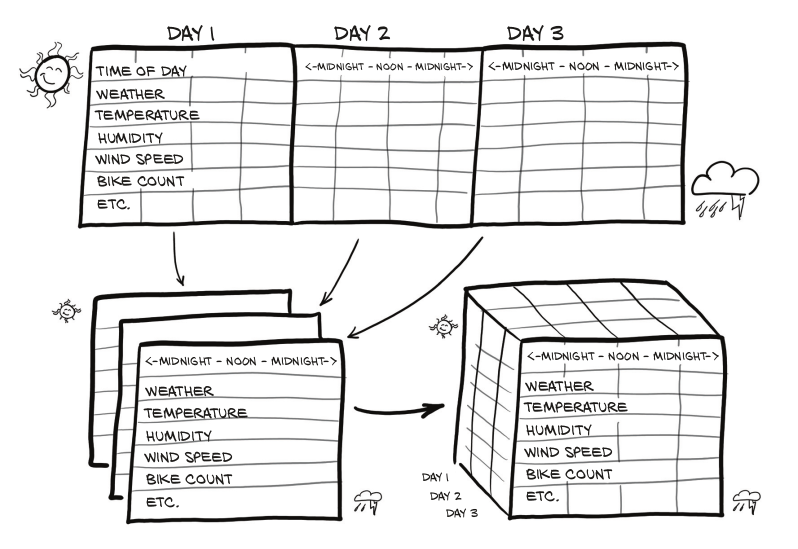 DAY 1 DAY 2 DAY 3
TIME OF DAY <-MIDNIGHT - NOON - MIDNIGHT-> <-MIDNIGHT - NOON - MIDNIGHT->
WEATHER
TEMPERATURE
HUMIDITY
WIND SPEED
BIKE COUNT
ETC.
<-MIDNIGHT - NOON - MIDNIGHT->
WEATHER
TEMPERATURE
HUMIDITY
WIND SPEED
BIKE COUNT
ETC.
<-MIDNIGHT - NOON - MIDNIGHT->
WEATHER
TEMPERATURE
HUMIDITY
WIND SPEED
BIKE COUNT
ETC.
DAY 1
DAY 2
DAY 3